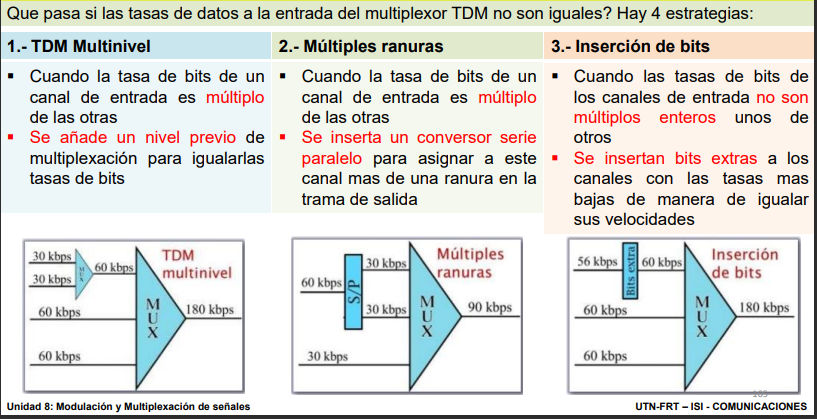 Que pasa si las tasas de datos a la entrada del multiplexor TDM no son iguales? Hay 4 estrategias:
1.- TDM Multinivel
▪ Cuando la tasa de bits de un
canal de entrada es múltiplo
de las otras
▪ Se añade un nivel previo de
multiplexación para igualarlas
tasas de bits
2.- Múltiples ranuras
▪ Cuando la tasa de bits de un
canal de entrada es múltiplo
de las otras
▪ Se inserta un conversor serie
paralelo para asignar a este
canal mas de una ranura en la
trama de salida
3.- Inserción de bits
▪ Cuando las tasas de bits de
los canales de entrada no son
múltiplos enteros unos de
otros
▪ Se insertan bits extras a los
canales con las tasas mas
bajas de manera de igualar
sus velocidades
30 kbps
30 kbps
MUX
60 kbps
TDM
multinivel
60 kbps
MUX
180 kbps
60 kbps
Múltiples
ranuras
60 kbps
S/P
30 kbps
30 kbps
MUX
90 kbps
30 kbps
Inserción
de bits
56 kbps
Bits extra
60 kbps
60 kbps
MUX
180 kbps
60 kbps
Unidad 8: Modulación y Multiplexación de señales
UTN-FRT – ISI - COMUNICACIONES